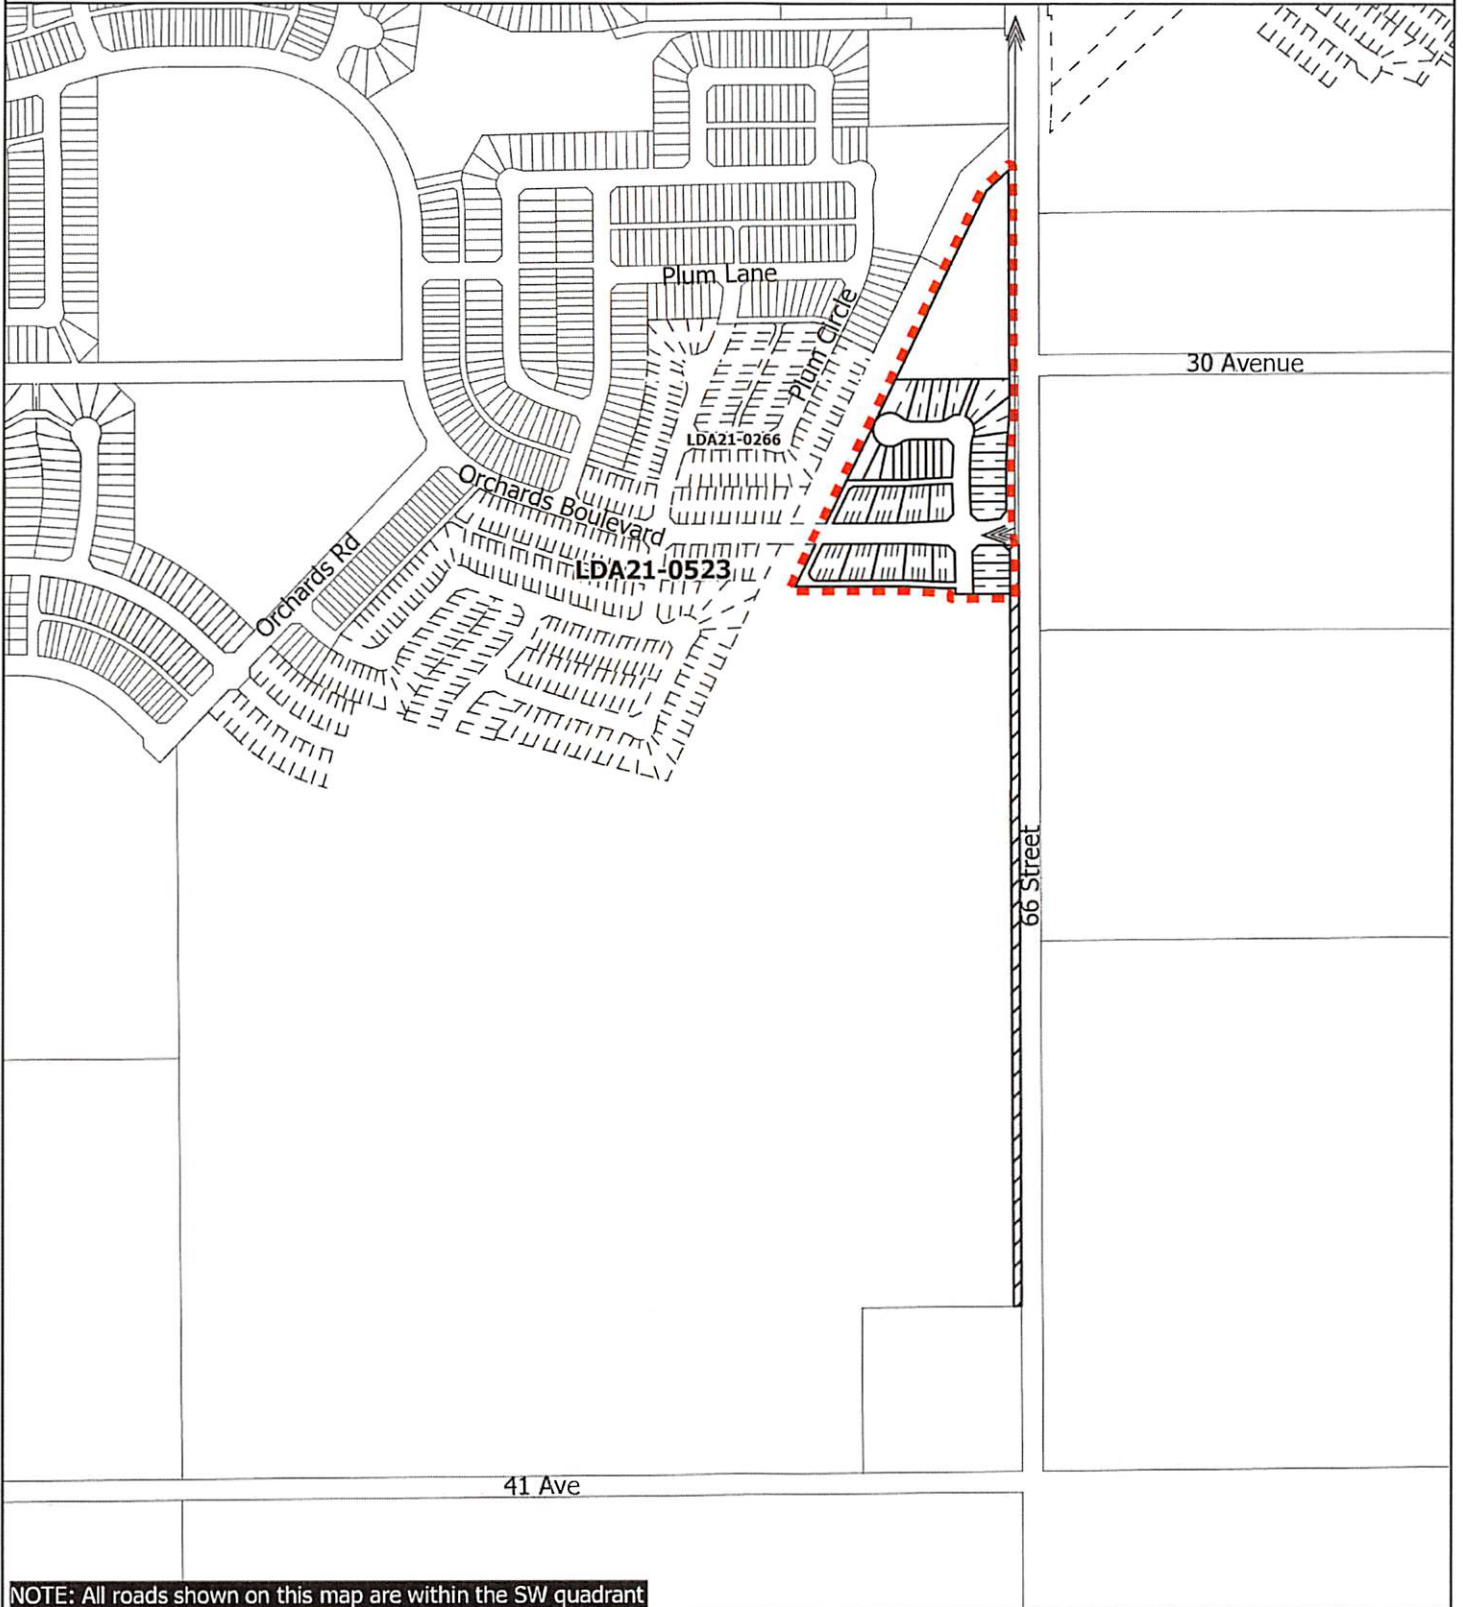 Plum Lane
Plum Circle
30 Avenue
LDA21-0266
Orchards Boulevard
LDA21-0523
Orchards Rd
66 Street
41 Ave
NOTE: All roads shown on this map are within the SW quadrant